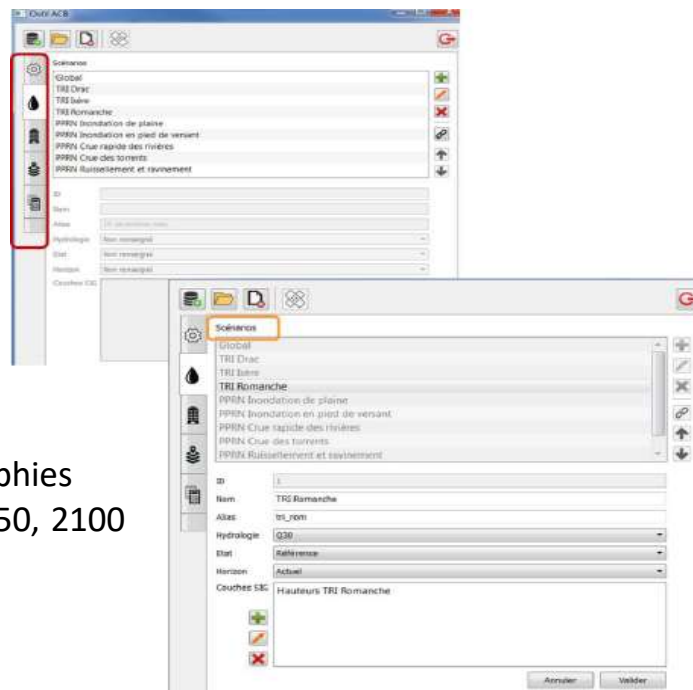 Outil ACB
Scénarios
Global
TRI Drac
TRI Isère
TRI Romanche
PPRN Inondation de plaine
PPRN Inondation en pied de versant
PPRN Crue rapide des rivières
PPRN Crue des torrents
PPRN Ruissellement et ravinement
ID
Nom
Alias
Hydrologie Non renseigné
Etat Non renseigné
Horizon Non renseigné
Couches SIG
Scénarios
Global
TRI Drac
TRI Isère
TRI Romanche
PPRN Inondation de plaine
PPRN Inondation en pied de versant
PPRN Crue rapide des rivières
PPRN Crue des torrents
PPRN Ruissellement et ravinement
ID 1
Nom TRI Romanche
Alias tri_rom
Hydrologie Q30
Etat Référence
Horizon Actuel
Couches SIG Hauteurs TRI Romanche
Annuler Valider
phies
50, 2100